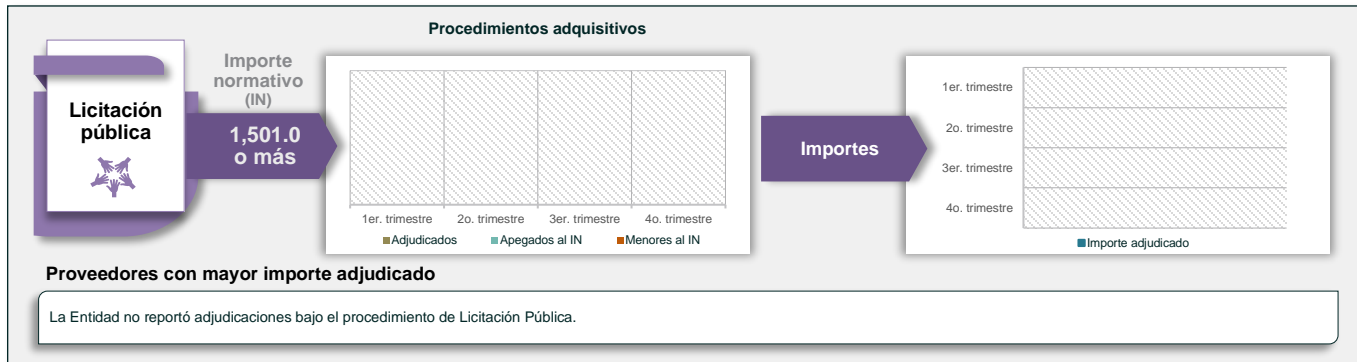 Procedimientos adquisitivos
Licitación
pública
Importe
normativo
(IN)
1,501.0
o más
1er. trimestre 2o. trimestre 3er. trimestre 4o. trimestre
Adjudicados Apegados al IN Menores al IN
Importes
1er. trimestre
2o. trimestre
3er. trimestre
4o. trimestre
Importe adjudicado
Proveedores con mayor importe adjudicado
La Entidad no reportó adjudicaciones bajo el procedimiento de Licitación Pública.